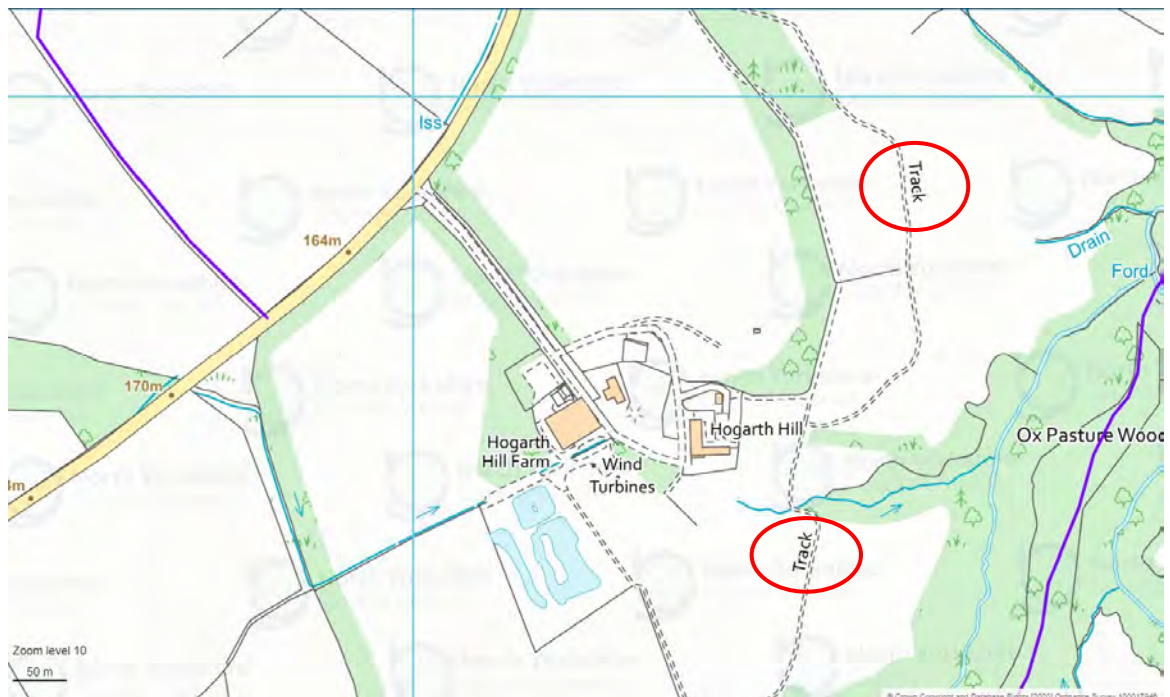 Iss
Track
164m
Drain
Ford
170m
Hogarth
Hill Farm
Hogarth Hill
Ox Pasture Wood
Wind
Turbines
Track
Zoom level 10
50 m